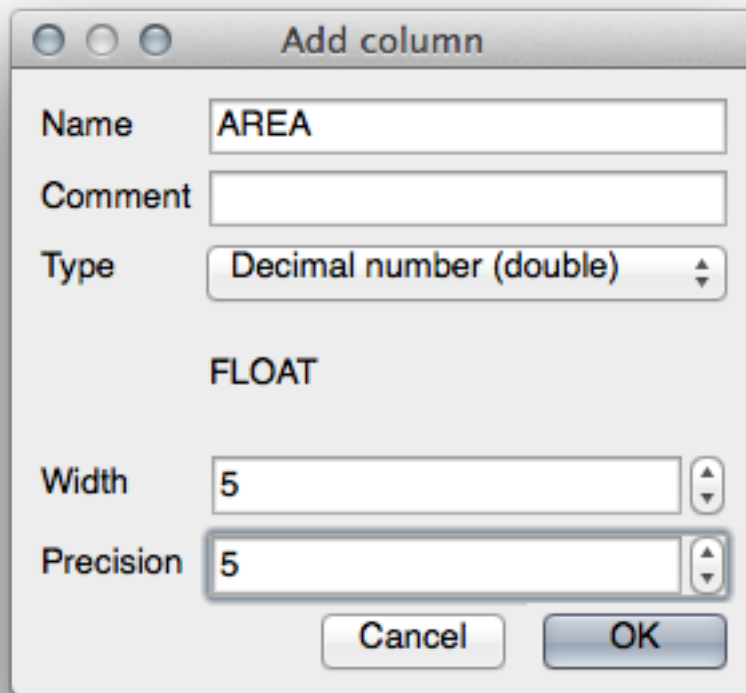 Add column
Name AREA
Comment
Type Decimal number (double)
FLOAT
Width 5
Precision 5
Cancel OK